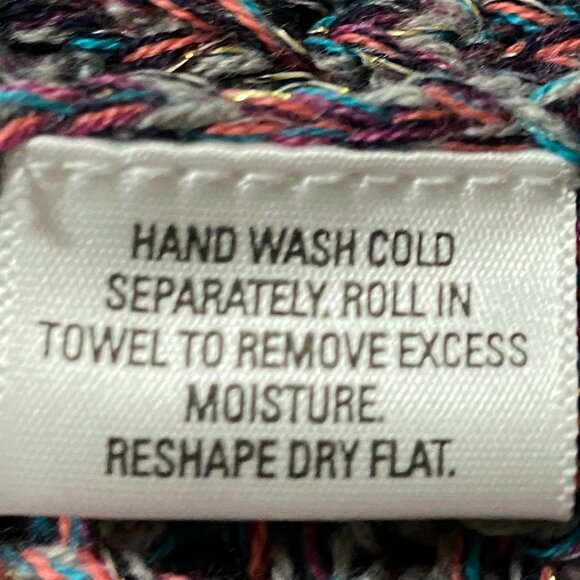 HAND WASH COLD
SEPARATELY. ROLL IN
TOWEL TO REMOVE EXCESS
MOISTURE.
RESHAPE DRY FLAT.